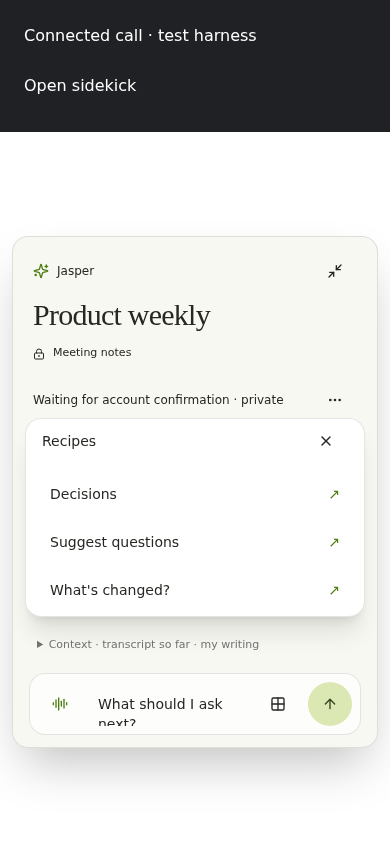 Connected call · test harness
Open sidekick
Jasper
Product weekly
Meeting notes
Waiting for account confirmation · private
Recipes
Decisions
Suggest questions
What's changed?
Context · transcript so far · my writing
What should I ask
next?